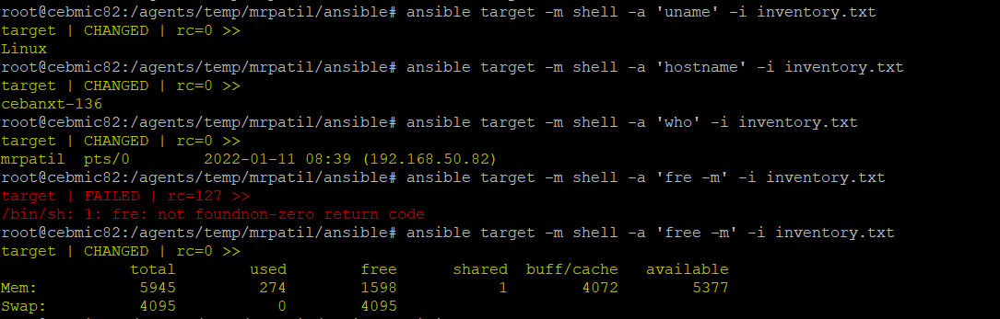 root@cebmic82:/agents/temp/mrpatil/ansible# ansible target -m shell -a 'uname' -i inventory.txt
target | CHANGED | rc=0 >>
Linux
root@cebmic82:/agents/temp/mrpatil/ansible# ansible target -m shell -a 'hostname' -i inventory.txt
target | CHANGED | rc=0 >>
cebanxt-136
root@cebmic82:/agents/temp/mrpatil/ansible# ansible target -m shell -a 'who' -i inventory.txt
target | CHANGED | rc=0 >>
mrpatil  pts/0        2022-01-11 08:39 (192.168.50.82)
root@cebmic82:/agents/temp/mrpatil/ansible# ansible target -m shell -a 'fre -m' -i inventory.txt
target | FAILED | rc=127 >>
/bin/sh: 1: fre: not foundnon-zero return code
root@cebmic82:/agents/temp/mrpatil/ansible# ansible target -m shell -a 'free -m' -i inventory.txt
target | CHANGED | rc=0 >>
              total        used        free      shared  buff/cache   available
Mem:           5945         274        1598           1        4072        5377
Swap:          4095           0        4095